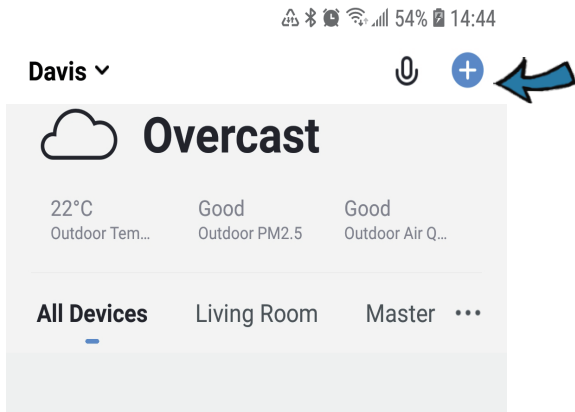 54% 14:44
Davis
Overcast
22°C Good Good
Outdoor Tem... Outdoor PM2.5 Outdoor Air Q...
All Devices Living Room Master